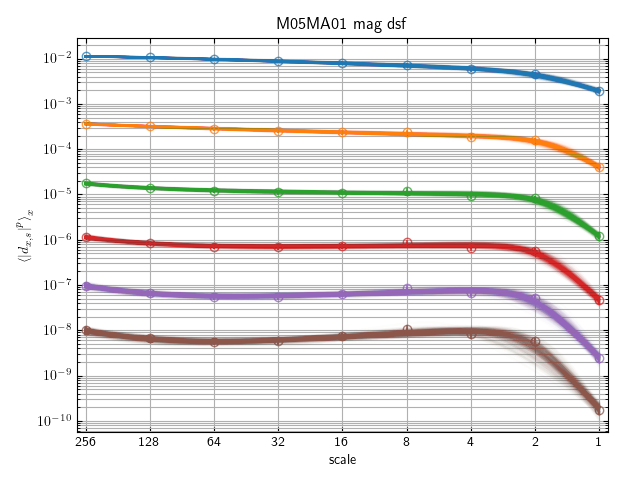 M05MA01 mag dsf
10⁻²
10⁻³
10⁻⁴
10⁻⁵
10⁻⁶
10⁻⁷
10⁻⁸
10⁻⁹
10⁻¹⁰
⟨|d_{x,s}|^p⟩_x
256 128 64 32 16 8 4 2 1
scale